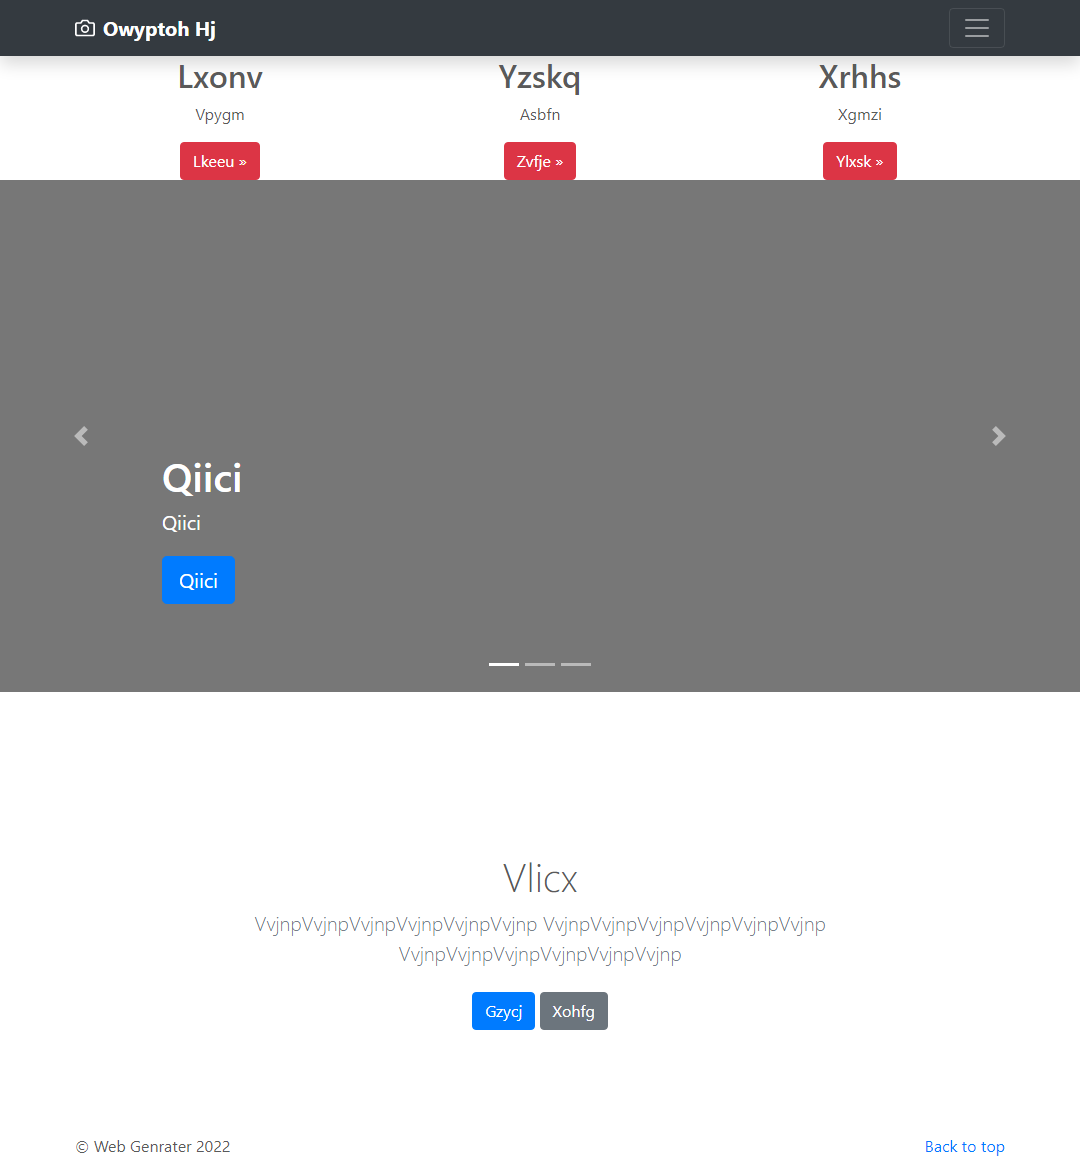 Owyptoh Hj
Lxonv
Yzskq
Xrhhs
Vpygm
Asbfn
Xgmzi
Lkeeu »
Zvfje »
Ylxsk »
Qiici
Qiici
Qiici
Vlicx
VvjnpVvjnpVvjnpVvjnpVvjnpVvjnp VvjnpVvjnpVvjnpVvjnpVvjnpVvjnp
VvjnpVvjnpVvjnpVvjnpVvjnpVvjnp
Gzycj
Xohfg
© Web Genrater 2022
Back to top